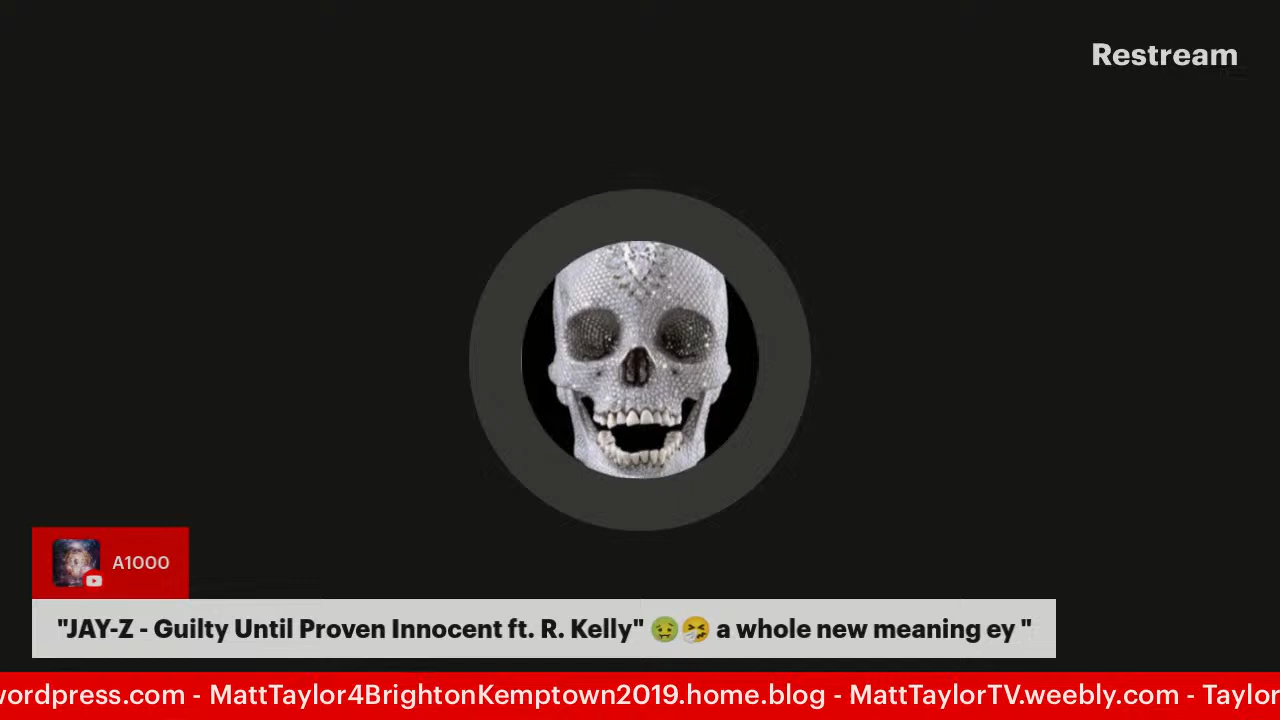 Restream
A1000
"JAY-Z - Guilty Until Proven Innocent ft. R. Kelly" 🤢🤧 a whole new meaning ey "
wordpress.com - MattTaylor4BrightonKemptown2019.home.blog - MattTaylorTV.weebly.com - Taylor